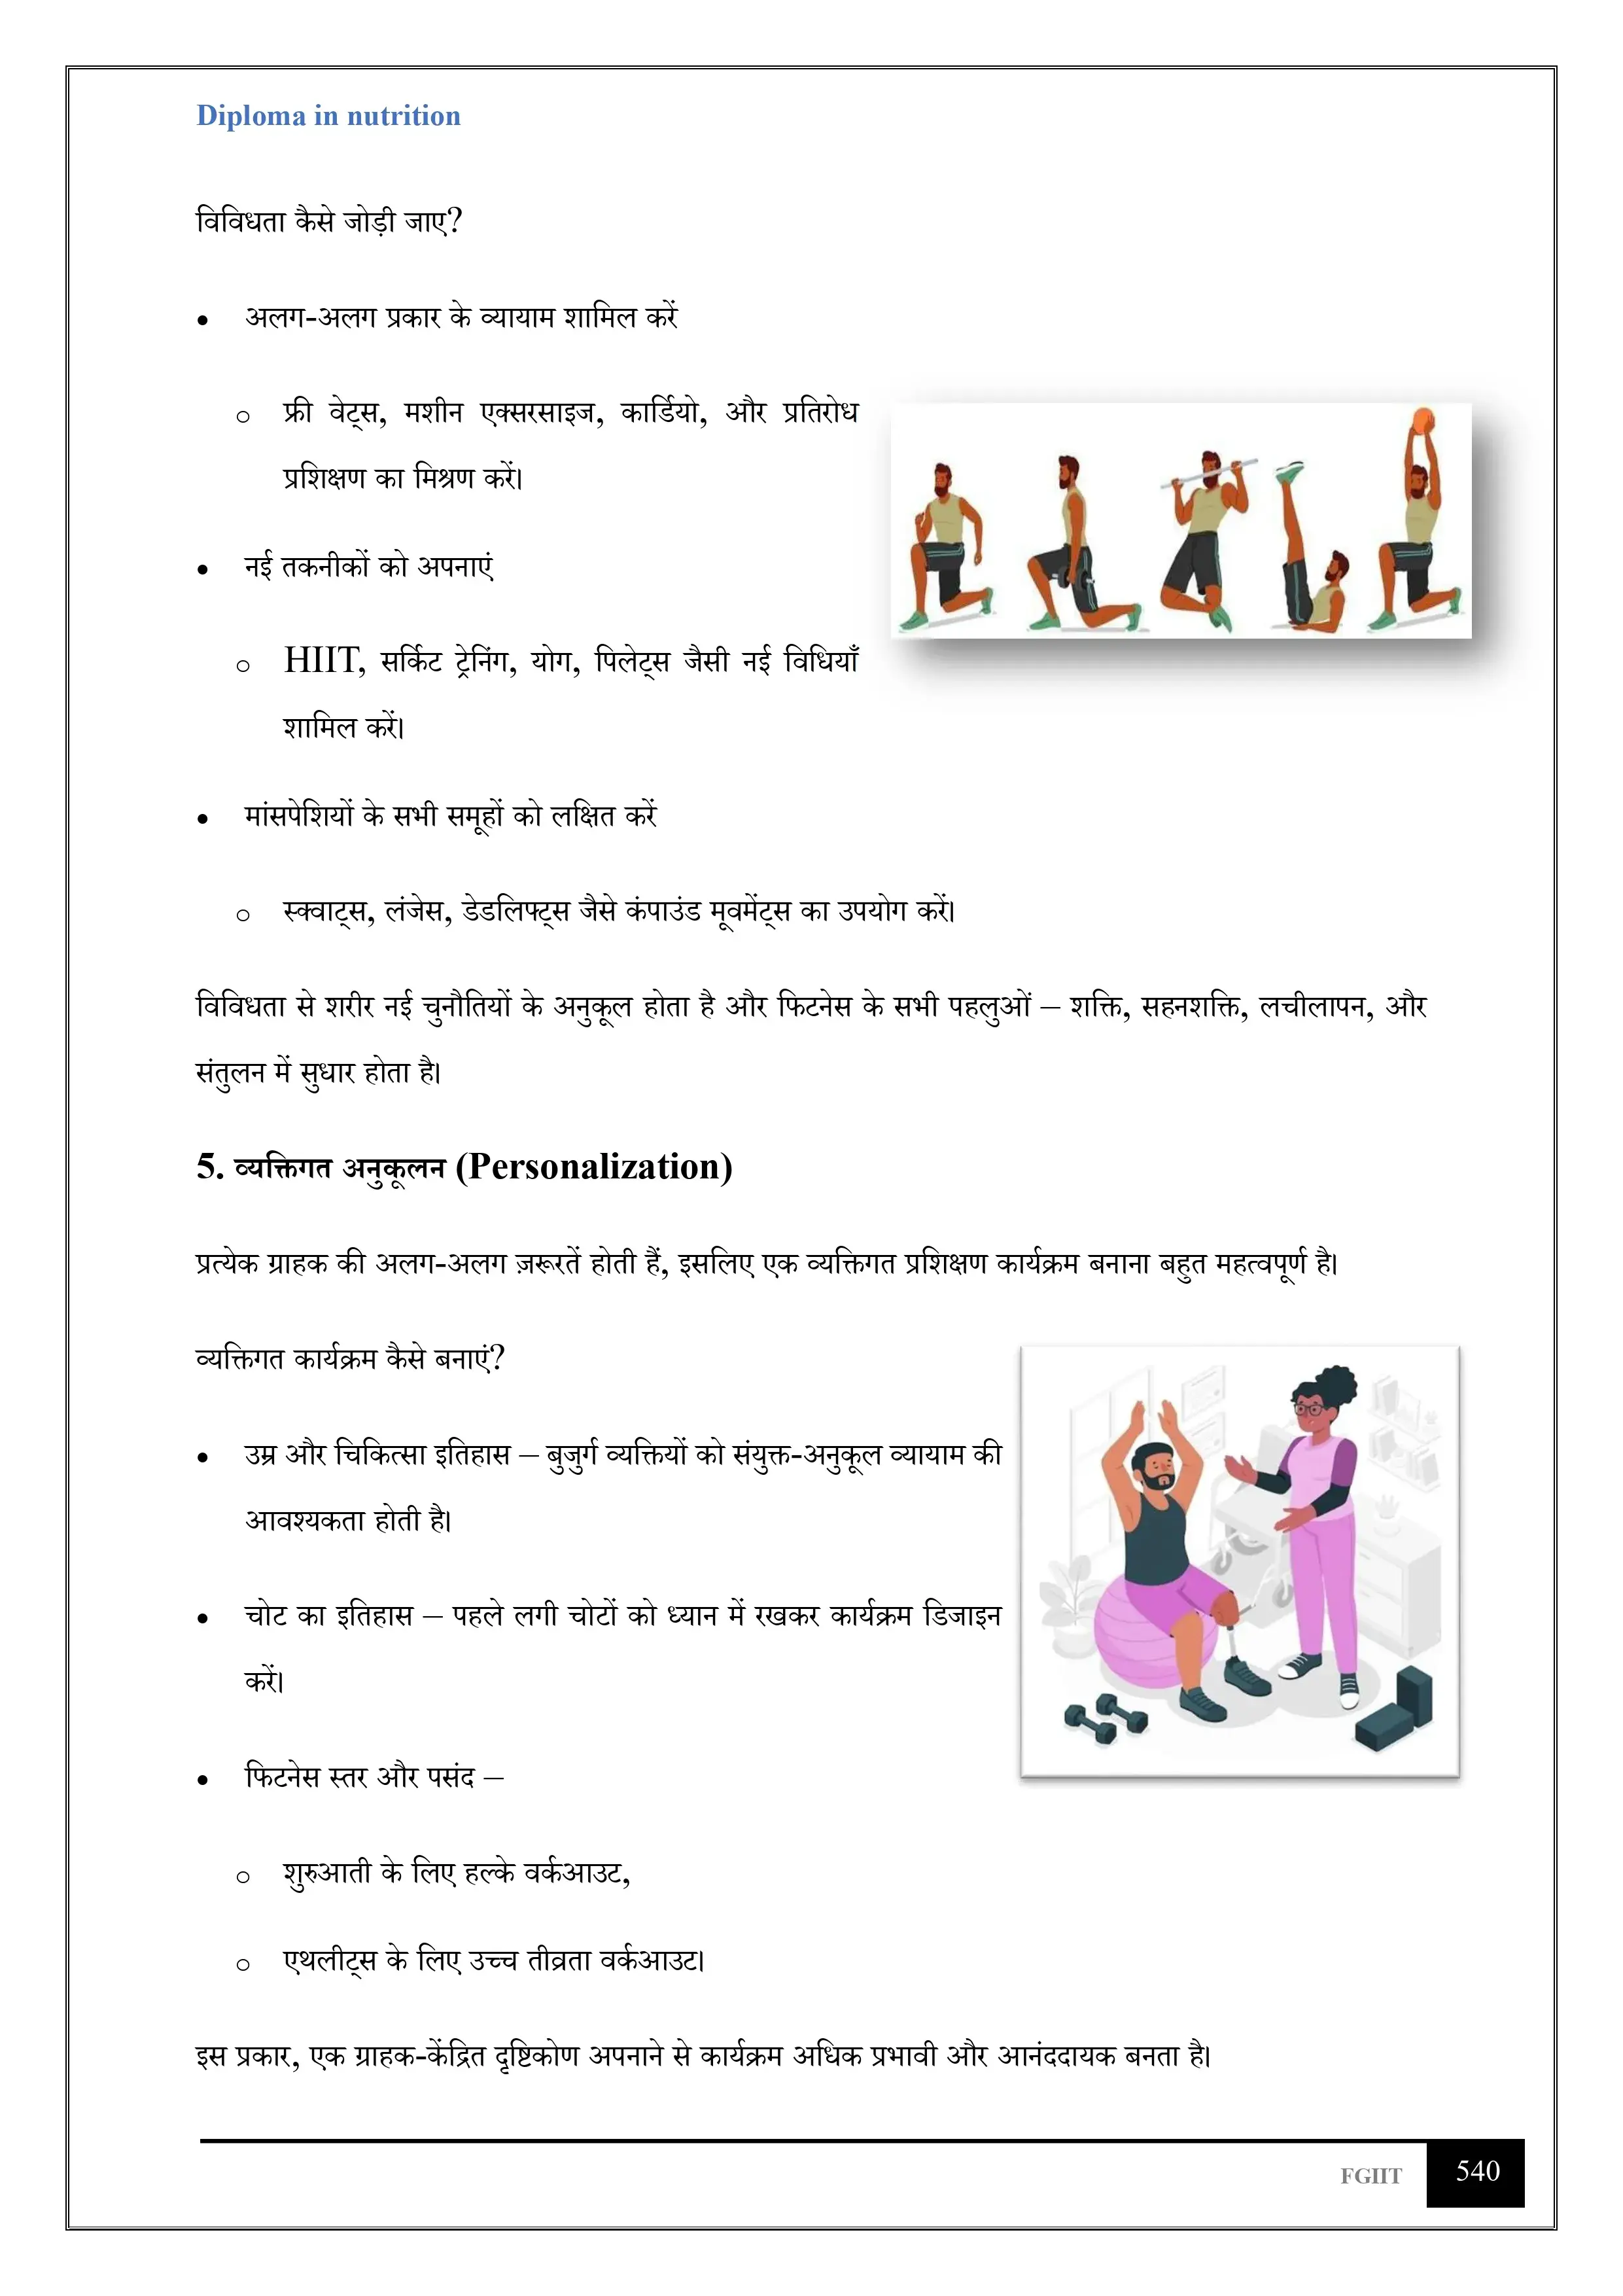 Diploma in nutrition
विविधता कैसे जोड़ी जाए?
• अलग-अलग प्रकार के व्यायाम शामिल करें
o फ्री वेट्स, मशीन एक्सरसाइज, कार्डियो, और प्रतिरोध
प्रशिक्षण का मिश्रण करें।
• नई तकनीकों को अपनाएं
o HIIT, सर्किट ट्रेनिंग, योग, पिलेट्स जैसी नई विधियाँ
शामिल करें।
• मांसपेशियों के सभी समूहों को लक्षित करें
o स्क्वाट्स, लंजेस, डेडलिफ्ट्स जैसे कंपाउंड मूवमेंट्स का उपयोग करें।
विविधता से शरीर नई चुनौतियों के अनुकूल होता है और फिटनेस के सभी पहलुओं – शक्ति, सहनशक्ति, लचीलापन, और
संतुलन में सुधार होता है।
5. व्यक्तिगत अनुकूलन (Personalization)
प्रत्येक ग्राहक की अलग-अलग ज़रूरतें होती हैं, इसलिए एक व्यक्तिगत प्रशिक्षण कार्यक्रम बनाना बहुत महत्वपूर्ण है।
व्यक्तिगत कार्यक्रम कैसे बनाएं?
• उम्र और चिकित्सा इतिहास – बुजुर्ग व्यक्तियों को संयुक्त-अनुकूल व्यायाम की
आवश्यकता होती है।
• चोट का इतिहास – पहले लगी चोटों को ध्यान में रखकर कार्यक्रम डिजाइन
करें।
• फिटनेस स्तर और पसंद –
o शुरुआती के लिए हल्के वर्कआउट,
o एथलीट्स के लिए उच्च तीव्रता वर्कआउट।
इस प्रकार, एक ग्राहक-केंद्रित दृष्टिकोण अपनाने से कार्यक्रम अधिक प्रभावी और आनंददायक बनता है।
FGIIT 540